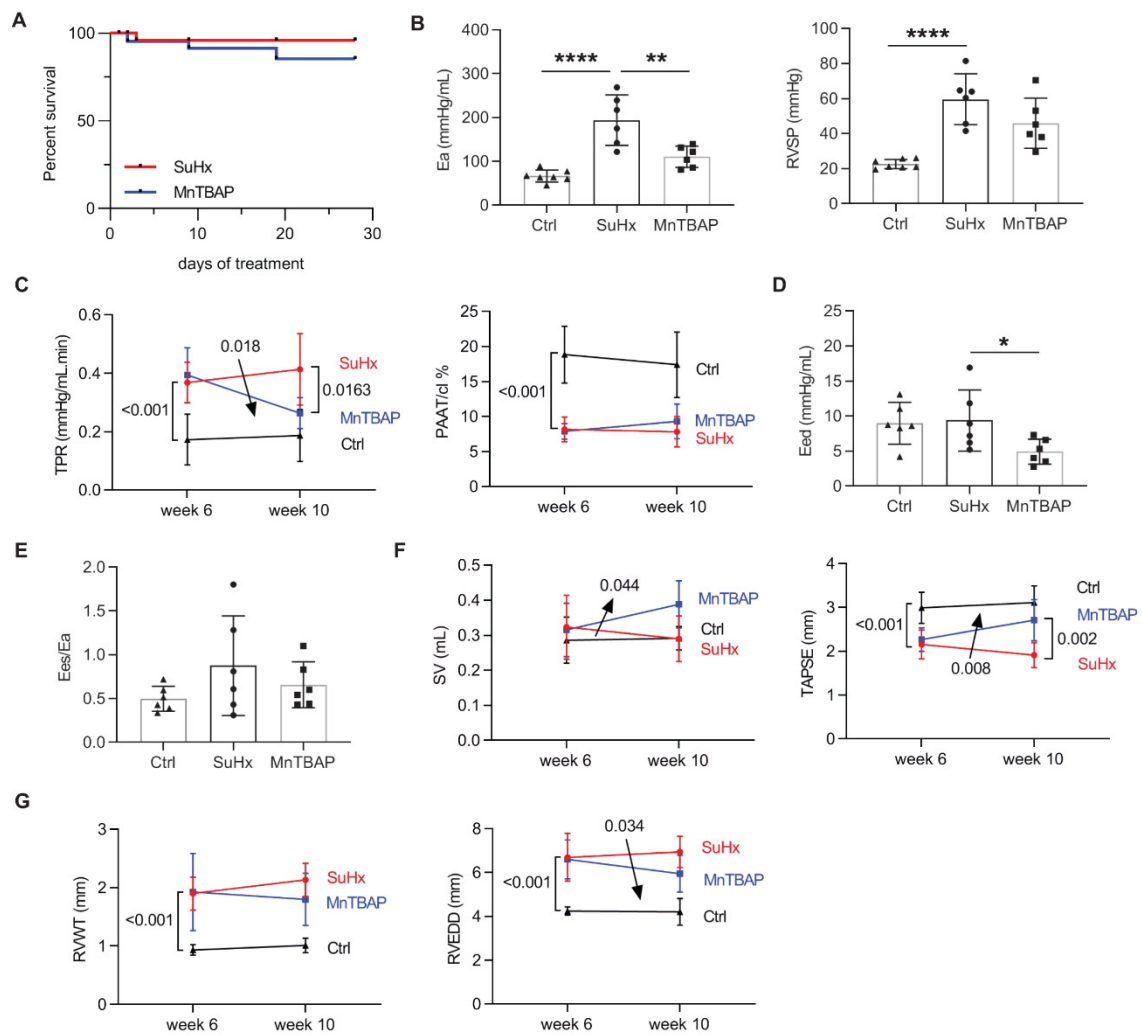 A
Percent survival
100
50
0
SuHx
MnTBAP
0
10
20
30
days of treatment
B
Ea (mmHg/mL)
400
300
200
100
0
****
**
Ctrl
SuHx
MnTBAP
RVSP (mmHg)
100
80
60
40
20
0
****
Ctrl
SuHx
MnTBAP
C
TPR (mmHg/mL.min)
0.6
0.4
0.2
0.0
<0.001
0.018
SuHx
0.0163
MnTBAP
Ctrl
week 6
week 10
PAAT/cl %
25
20
15
10
5
0
<0.001
Ctrl
MnTBAP
SuHx
week 6
week 10
D
Eed (mmHg/mL)
20
15
10
5
0
*
Ctrl
SuHx
MnTBAP
E
Ees/Ea
2.0
1.5
1.0
0.5
0.0
Ctrl
SuHx
MnTBAP
F
SV (mL)
0.5
0.4
0.3
0.2
0.1
0.0
0.044
MnTBAP
Ctrl
SuHx
week 6
week 10
TAPSE (mm)
4
3
2
1
0
<0.001
0.008
Ctrl
MnTBAP
0.002
SuHx
week 6
week 10
G
RVWT (mm)
3
2
1
0
<0.001
SuHx
MnTBAP
Ctrl
week 6
week 10
RVEDD (mm)
8
6
4
2
0
<0.001
0.034
SuHx
MnTBAP
Ctrl
week 6
week 10